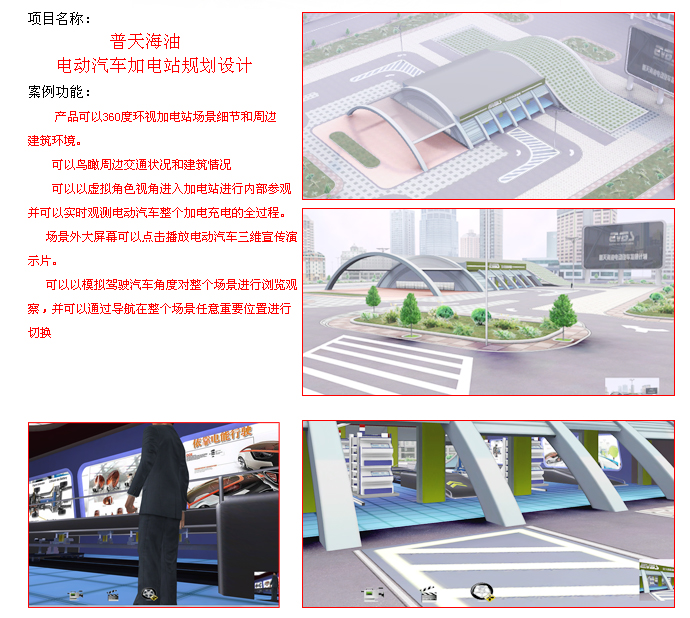 项目名称：
普天海油
电动汽车加电站规划设计
案例功能：
产品可以360度环视加电站场景细节和周边
建筑环境。
可以鸟瞰周边交通状况和建筑情况
可以以虚拟角色视角进入加电站进行内部参观
并可以实时观测电动汽车整个加电充电的全过程。
场景外大屏幕可以点击播放电动汽车三维宣传演
示片。
可以以模拟驾驶汽车角度对整个场景进行浏览观
察，并可以通过导航在整个场景任意重要位置进行
切换
依靠电能行驶